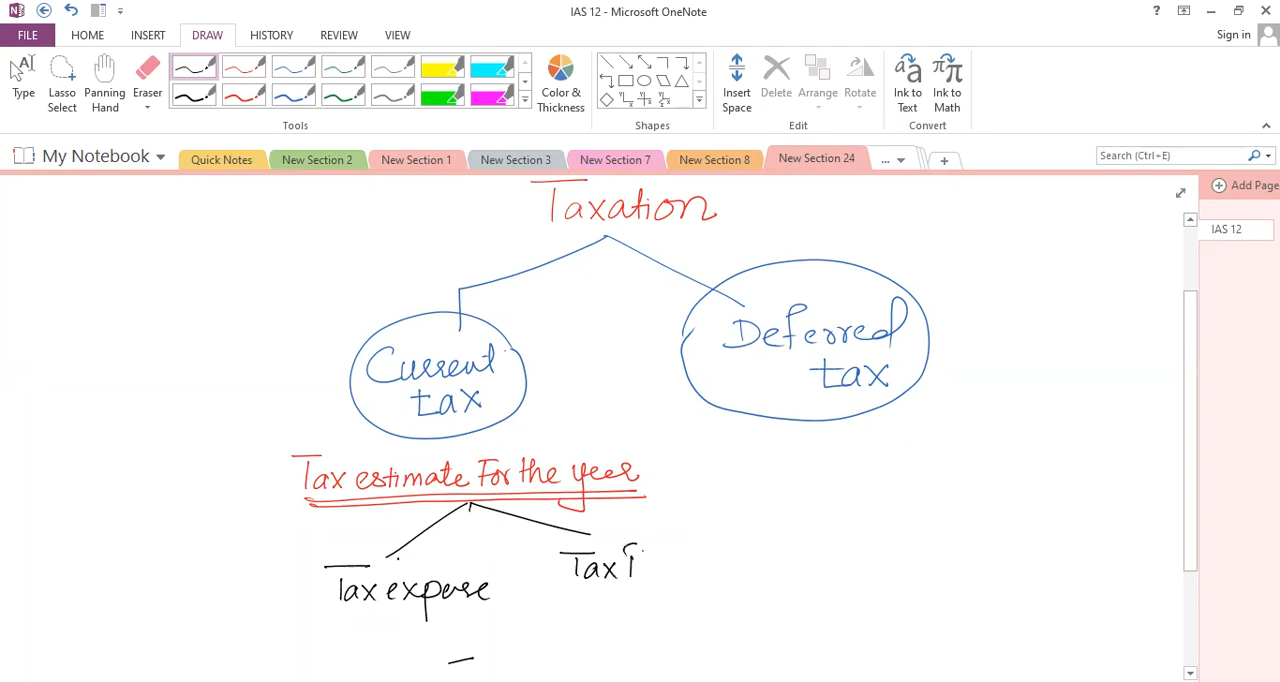 IAS 12 - Microsoft OneNote
FILE HOME INSERT DRAW HISTORY REVIEW VIEW Sign in
Type Lasso Select Panning Hand Eraser Color & Thickness Insert Space Delete Arrange Rotate Ink to Text Ink to Math
Tools Shapes Edit Convert
My Notebook Quick Notes New Section 2 New Section 1 New Section 3 New Section 7 New Section 8 New Section 24 ... Search (Ctrl+E)
Add Page
IAS 12
Taxation
Current tax
Deferred tax
Tax estimate For the year
Tax expense
Tax